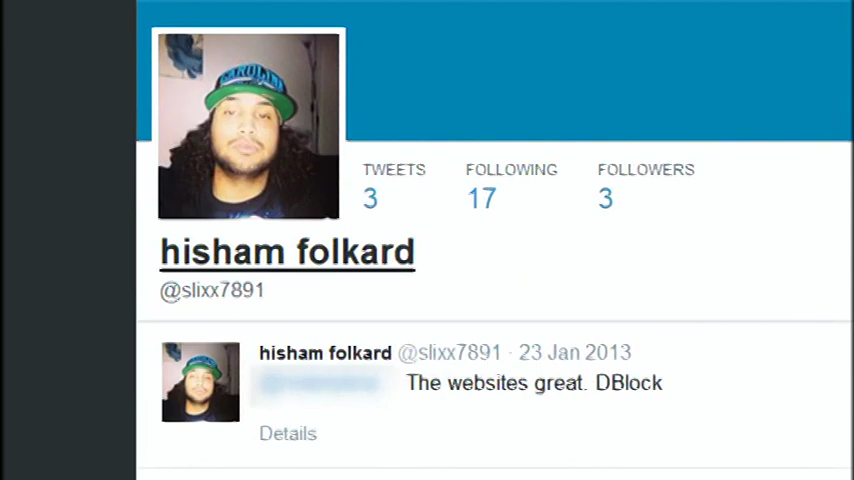 CAROLINA
TWEETS FOLLOWING FOLLOWERS
3 17 3
hisham folkard
@slixx7891
hisham folkard @slixx7891 · 23 Jan 2013
The websites great. DBlock
Details